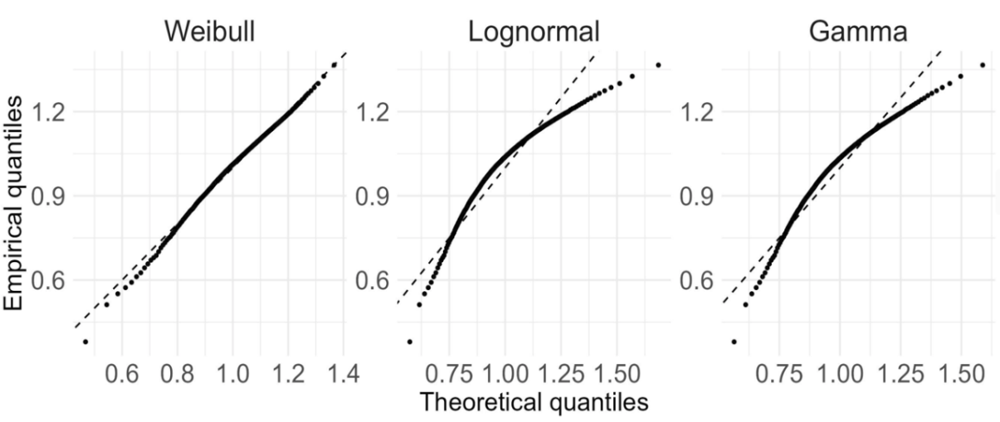 Weibull Lognormal Gamma
Empirical quantiles
1.2 1.2 1.2
0.9 0.9 0.9
0.6 0.6 0.6
0.6 0.8 1.0 1.2 1.4 0.75 1.00 1.25 1.50 0.75 1.00 1.25 1.50
Theoretical quantiles